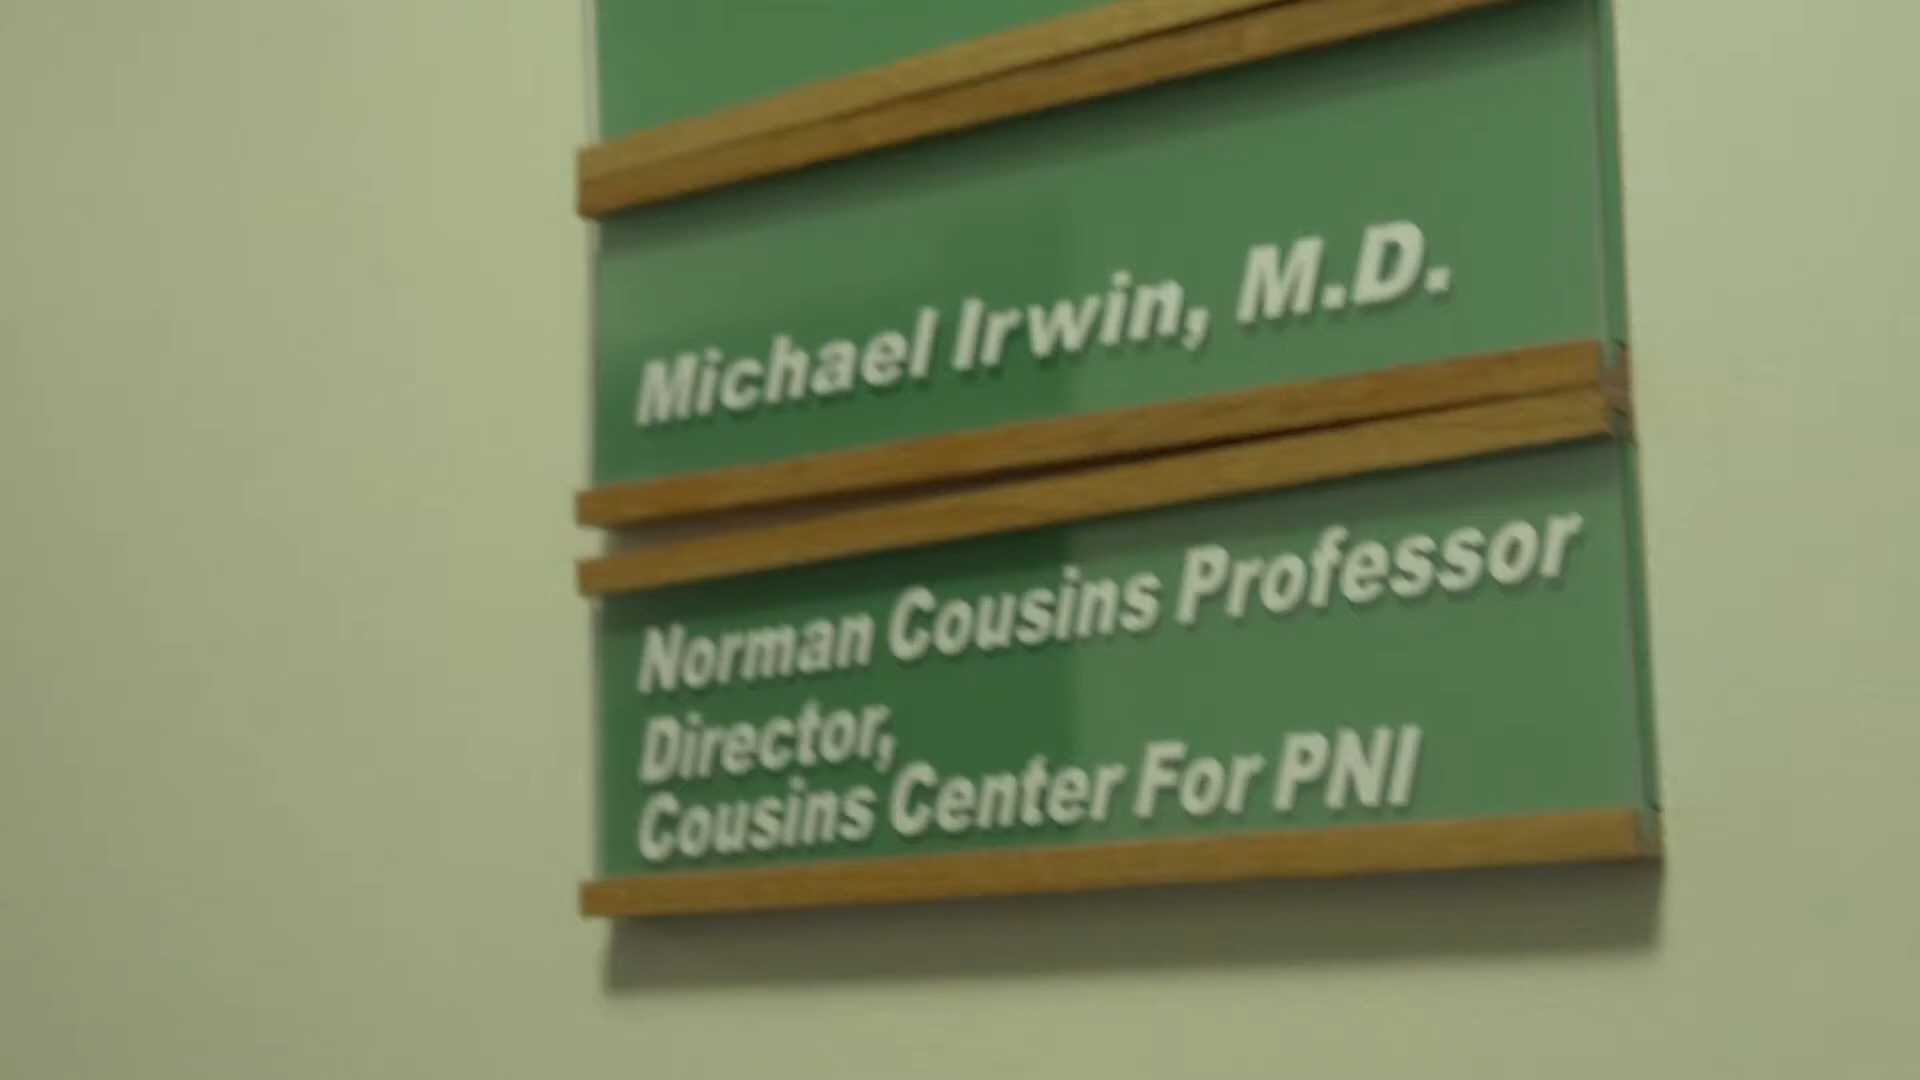 Michael Irwin, M.D.
Norman Cousins Professor
Director,
Cousins Center For PNI